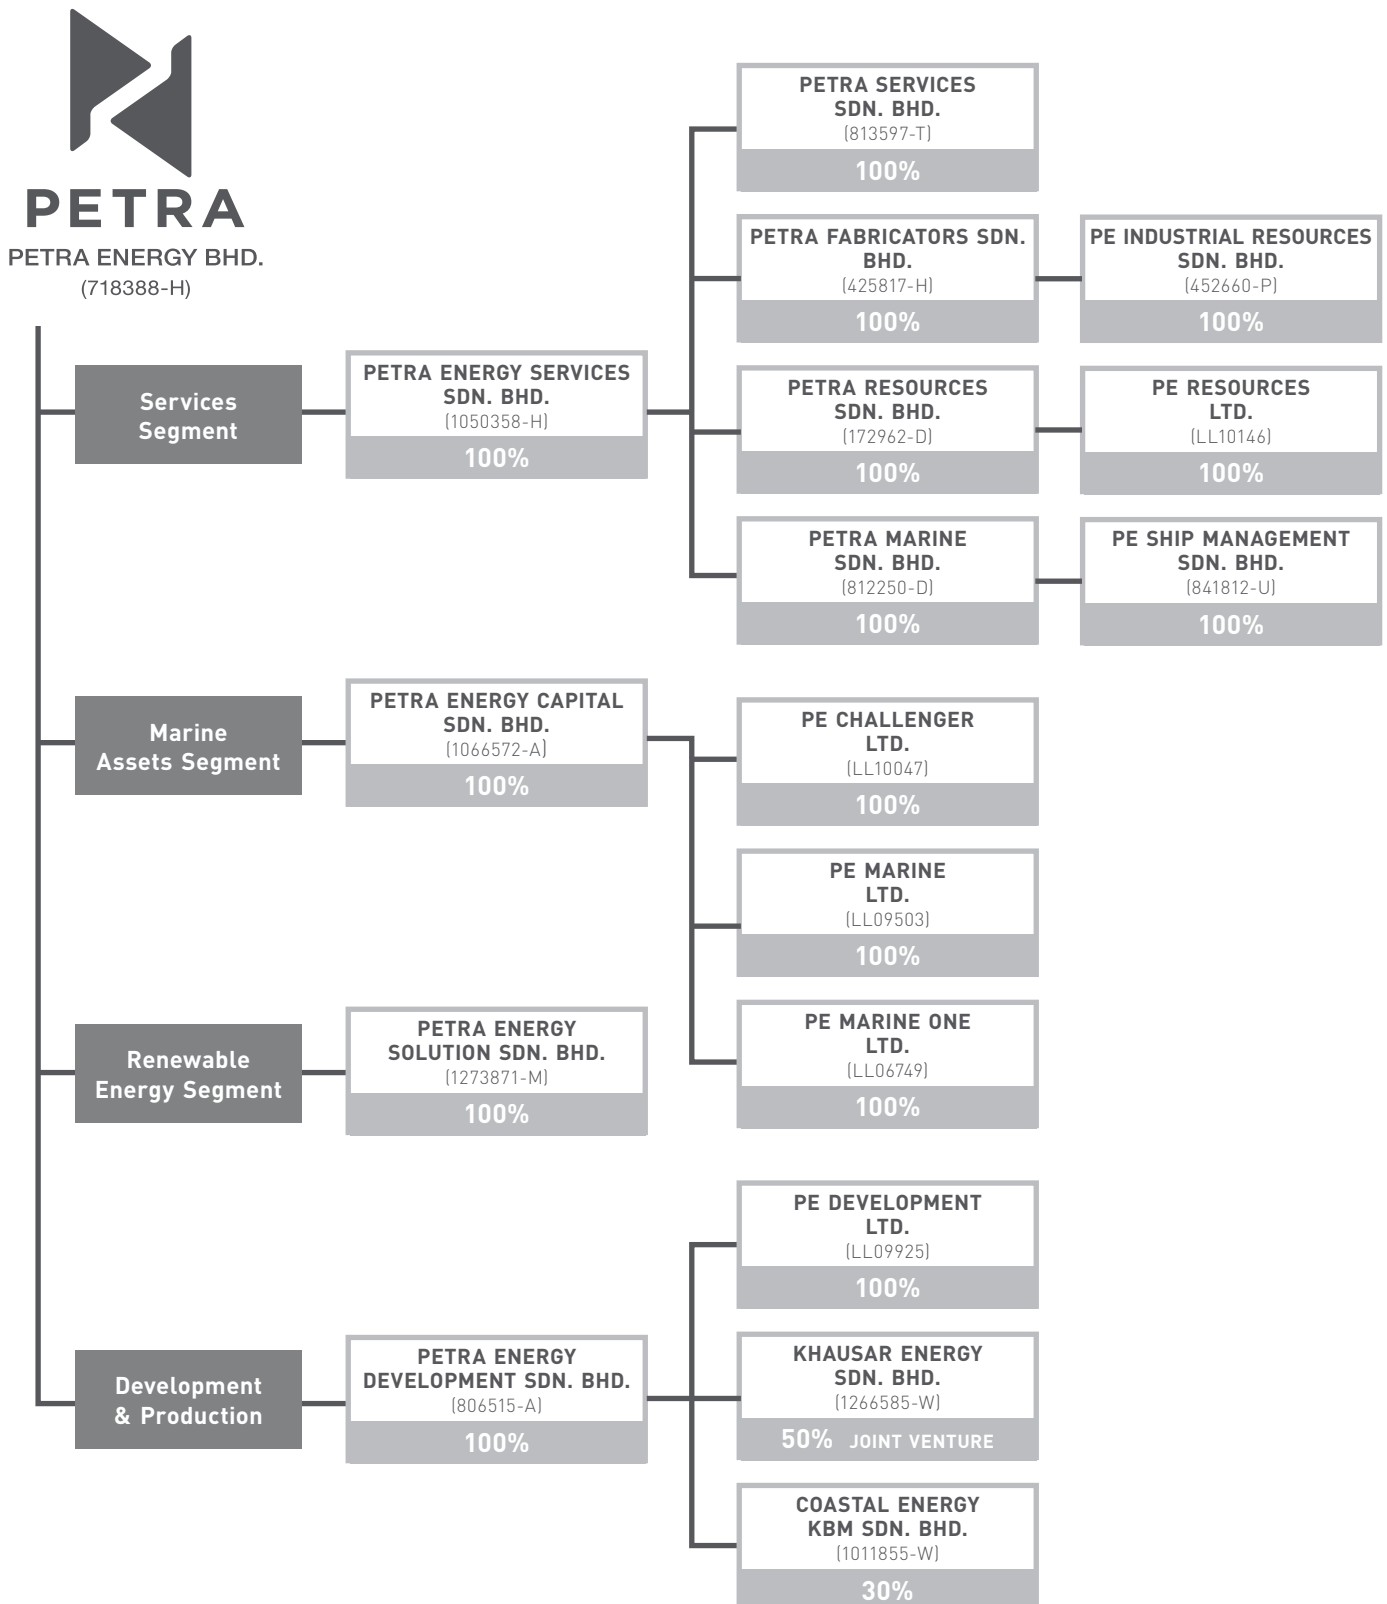 PETRA
PETRA ENERGY BHD.
(718388-H)
Services
Segment
PETRA ENERGY SERVICES
SDN. BHD.
(1050358-H)
100%
PETRA SERVICES
SDN. BHD.
(813597-T)
100%
PETRA FABRICATORS SDN.
BHD.
(425817-H)
100%
PE INDUSTRIAL RESOURCES
SDN. BHD.
(452660-P)
100%
PETRA RESOURCES
SDN. BHD.
(172962-D)
100%
PE RESOURCES
LTD.
(LL10146)
100%
PETRA MARINE
SDN. BHD.
(812250-D)
100%
PE SHIP MANAGEMENT
SDN. BHD.
(841812-U)
100%
Marine
Assets Segment
PETRA ENERGY CAPITAL
SDN. BHD.
(1066572-A)
100%
PE CHALLENGER
LTD.
(LL10047)
100%
PE MARINE
LTD.
(LL09503)
100%
PE MARINE ONE
LTD.
(LL06749)
100%
Renewable
Energy Segment
PETRA ENERGY
SOLUTION SDN. BHD.
(1273871-M)
100%
Development
& Production
PETRA ENERGY
DEVELOPMENT SDN. BHD.
(806515-A)
100%
PE DEVELOPMENT
LTD.
(LL09925)
100%
KHAUSAR ENERGY
SDN. BHD.
(1266585-W)
50% JOINT VENTURE
COASTAL ENERGY
KBM SDN. BHD.
(1011855-W)
30%